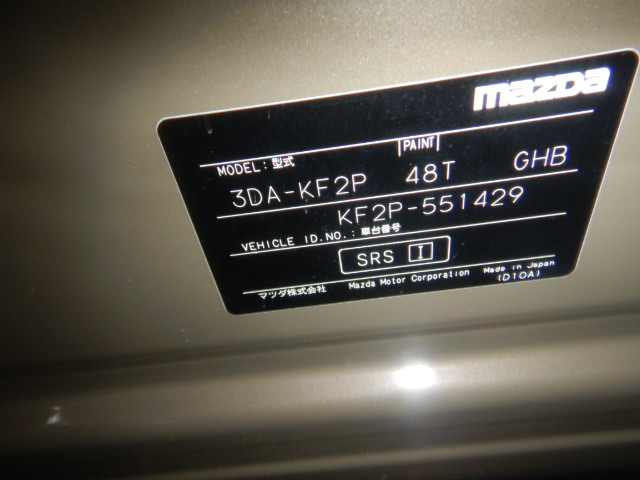 mazda
MODEL：型式 PAINT
3DA-KF2P 48T GHB
KF2P-551429
VEHICLE ID.NO.：車台番号
SRS I
マツダ株式会社 Mazda Motor Corporation Made in Japan
(D10A)